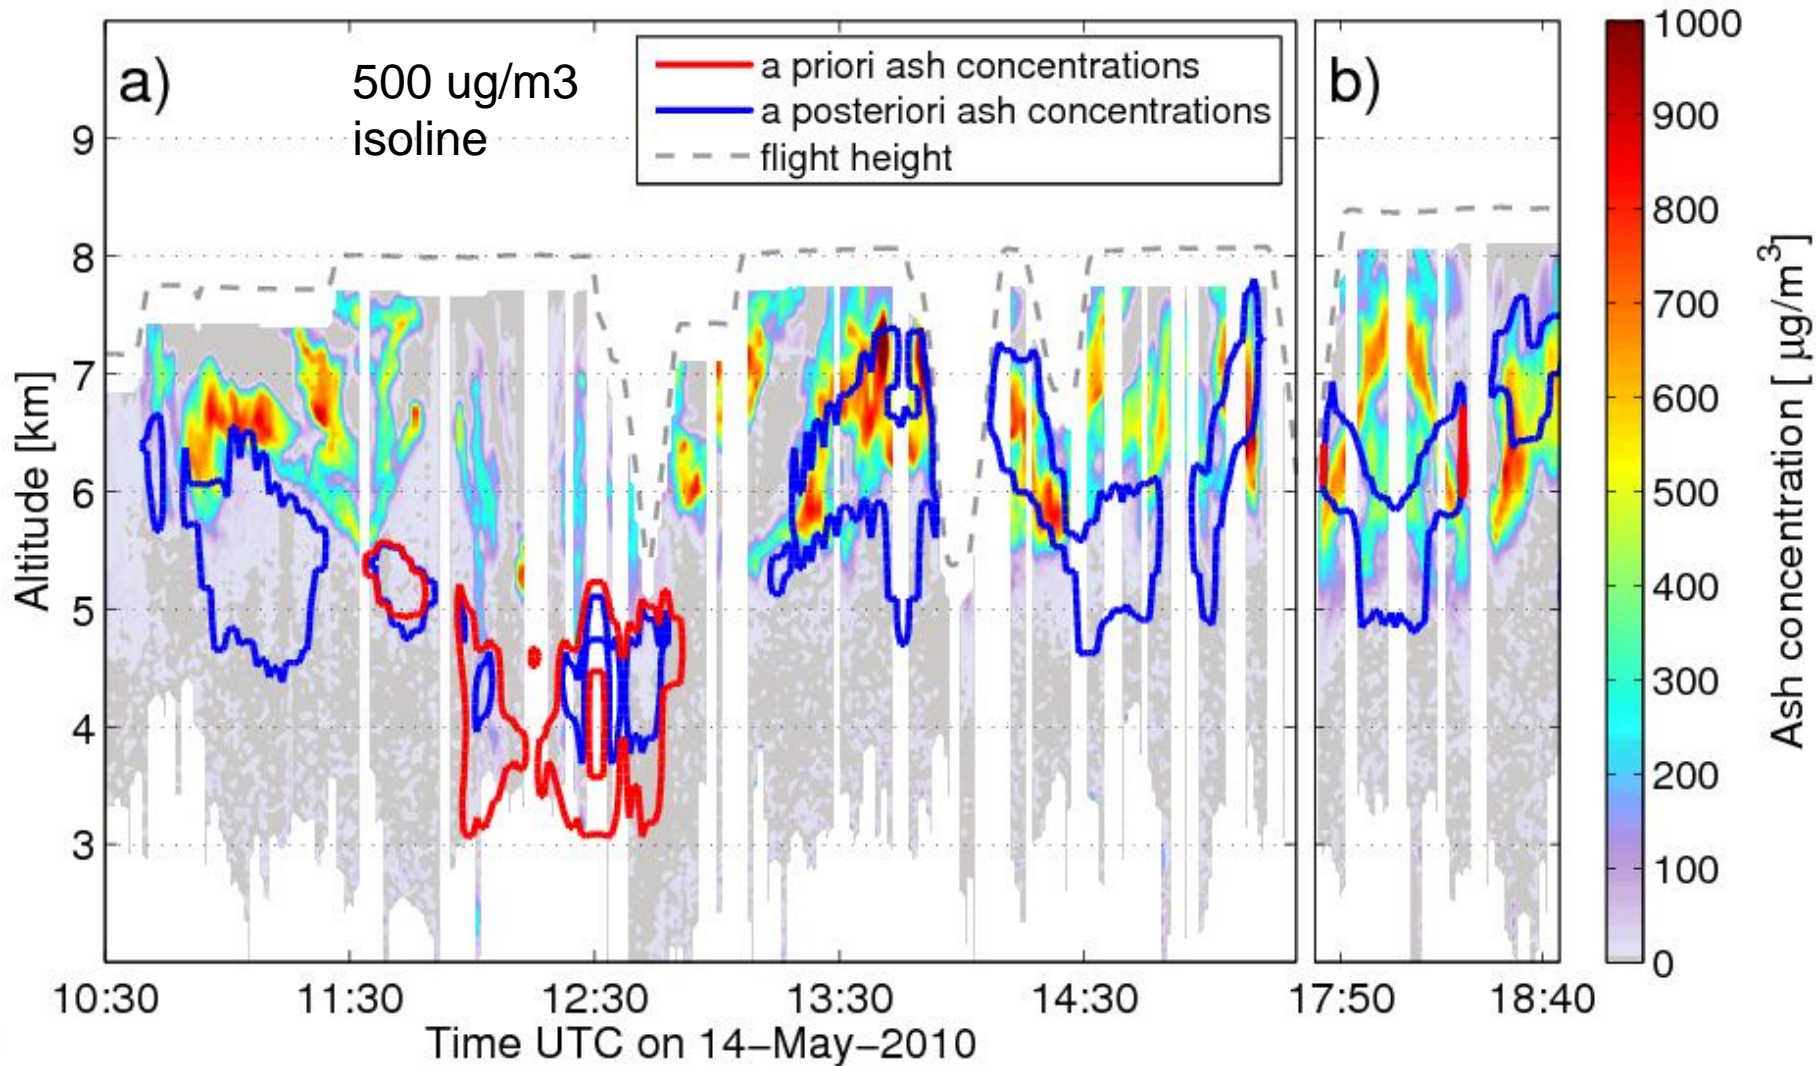 a)
500 ug/m3
isoline
a priori ash concentrations
a posteriori ash concentrations
flight height
b)
9
8
7
6
5
4
3
Altitude [km]
10:30 11:30 12:30 13:30 14:30 17:50 18:40
Time UTC on 14−May−2010
1000
900
800
700
600
500
400
300
200
100
0
Ash concentration [ µg/m³]